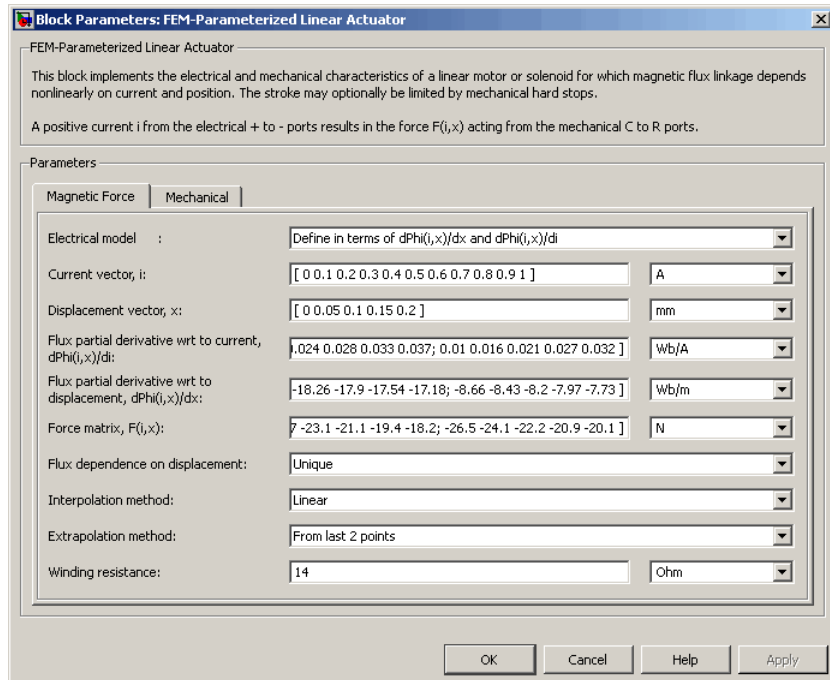 Block Parameters: FEM-Parameterized Linear Actuator
FEM-Parameterized Linear Actuator
This block implements the electrical and mechanical characteristics of a linear motor or solenoid for which magnetic flux linkage depends
nonlinearly on current and position. The stroke may optionally be limited by mechanical hard stops.
A positive current i from the electrical + to - ports results in the force F(i,x) acting from the mechanical C to R ports.
Parameters
Magnetic Force Mechanical
Electrical model : Define in terms of dPhi(i,x)/dx and dPhi(i,x)/di
Current vector, i: [ 0 0.1 0.2 0.3 0.4 0.5 0.6 0.7 0.8 0.9 1 ] A
Displacement vector, x: [ 0 0.05 0.1 0.15 0.2 ] mm
Flux partial derivative wrt to current,
dPhi(i,x)/di: .024 0.028 0.033 0.037; 0.01 0.016 0.021 0.027 0.032 ] Wb/A
Flux partial derivative wrt to
displacement, dPhi(i,x)/dx: -18.26 -17.9 -17.54 -17.18; -8.66 -8.43 -8.2 -7.97 -7.73 ] Wb/m
Force matrix, F(i,x): 7 -23.1 -21.1 -19.4 -18.2; -26.5 -24.1 -22.2 -20.9 -20.1 ] N
Flux dependence on displacement: Unique
Interpolation method: Linear
Extrapolation method: From last 2 points
Winding resistance: 14 Ohm
OK Cancel Help Apply